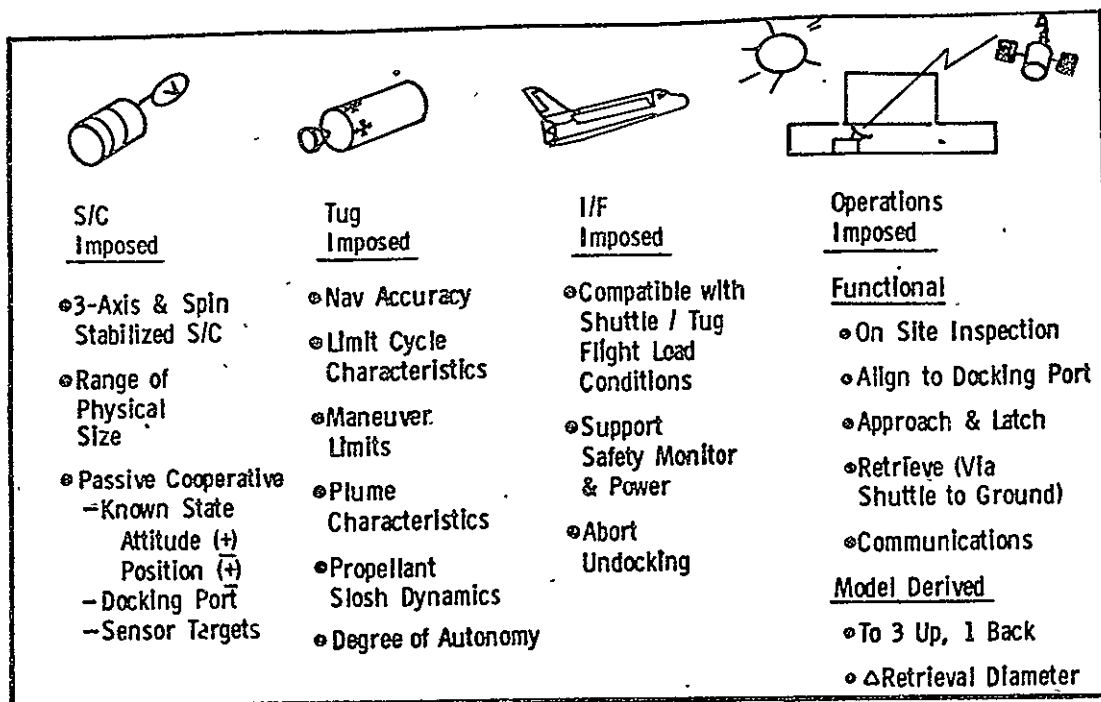 S/C
Imposed
●3-Axis & Spin
Stabilized S/C
●Range of
Physical
Size
●Passive Cooperative
-Known State
Attitude (±)
Position (±)
-Docking Port
-Sensor Targets
Tug
Imposed
●Nav Accuracy
●Limit Cycle
Characteristics
●Maneuver
Limits
●Plume
Characteristics
●Propellant
Slosh Dynamics
●Degree of Autonomy
I/F
Imposed
●Compatible with
Shuttle / Tug
Flight Load
Conditions
●Support
Safety Monitor
& Power
●Abort
Undocking
Operations
Imposed
Functional
●On Site Inspection
●Align to Docking Port
●Approach & Latch
●Retrieve (Via
Shuttle to Ground)
●Communications
Model Derived
●To 3 Up, 1 Back
●ΔRetrieval Diameter